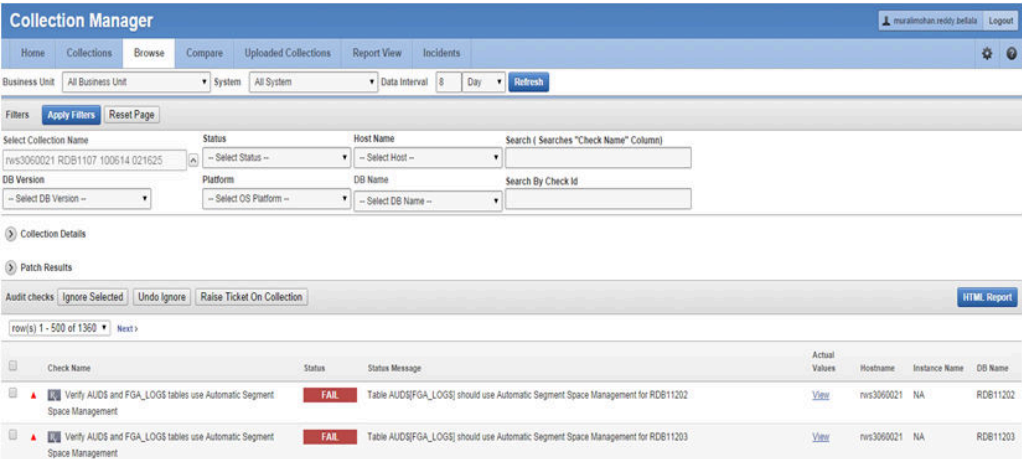 Collection Manager
muralimohan.reddy.bellala Logout
Home Collections Browse Compare Uploaded Collections Report View Incidents
Business Unit All Business Unit System All System Data Interval 8 Day Refresh
Filters Apply Filters Reset Page
Select Collection Name Status Host Name Search ( Searches "Check Name" Column)
rws3060021 RDB1107 100614 021625 -- Select Status -- -- Select Host --
DB Version Platform DB Name Search By Check Id
-- Select DB Version -- -- Select OS Platform -- -- Select DB Name --
Collection Details
Patch Results
Audit checks Ignore Selected Undo Ignore Raise Ticket On Collection HTML Report
row(s) 1 - 500 of 1360 Next >
Check Name Status Status Message Actual Values Hostname Instance Name DB Name
Verify AUD$ and FGA_LOG$ tables use Automatic Segment Space Management FAIL Table AUD$[FGA_LOG$] should use Automatic Segment Space Management for RDB11202 View rws3060021 NA RDB11202
Verify AUD$ and FGA_LOG$ tables use Automatic Segment Space Management FAIL Table AUD$[FGA_LOG$] should use Automatic Segment Space Management for RDB11203 View rws3060021 NA RDB11203